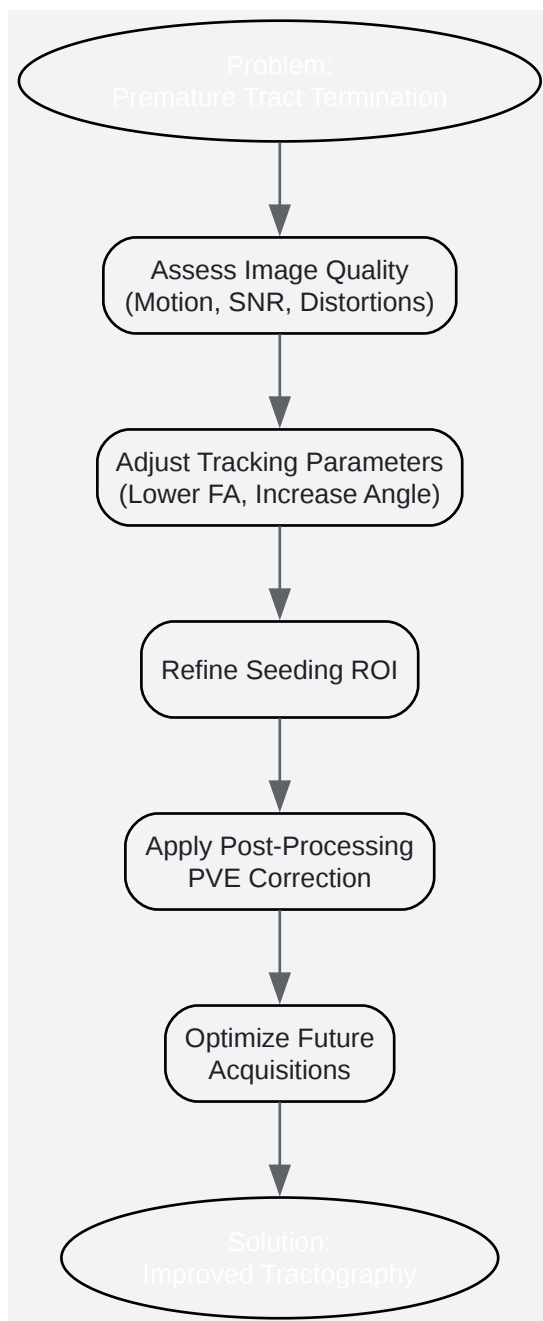 Problem:
Premature Tract Termination
Assess Image Quality
(Motion, SNR, Distortions)
Adjust Tracking Parameters
(Lower FA, Increase Angle)
Refine Seeding ROI
Apply Post-Processing
PVE Correction
Optimize Future
Acquisitions
Solution:
Improved Tractography